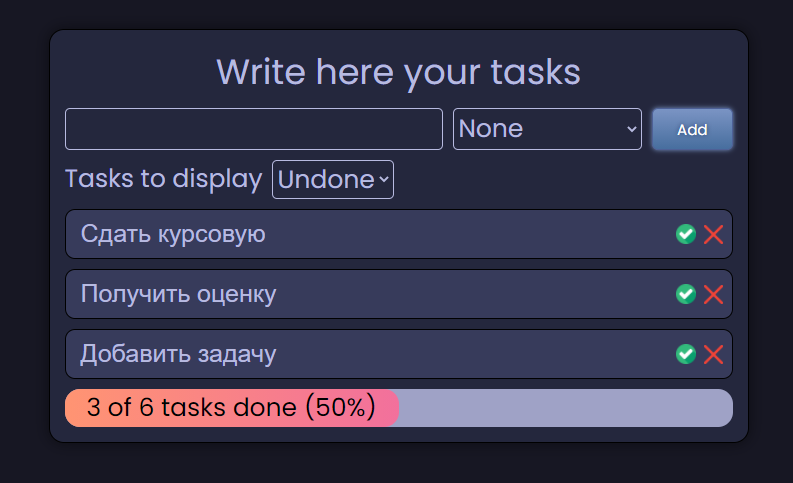 Write here your tasks
None Add
Tasks to display Undone
Сдать курсовую
Получить оценку
Добавить задачу
3 of 6 tasks done (50%)